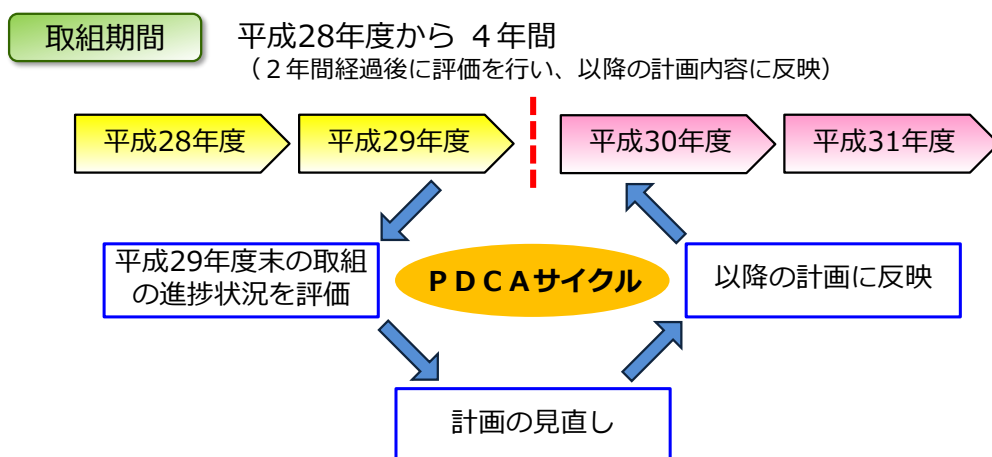 取組期間
平成28年度から ４年間
（２年間経過後に評価を行い、以降の計画内容に反映）
平成28年度
平成29年度
平成30年度
平成31年度
平成29年度末の取組
の進捗状況を評価
ＰＤＣＡサイクル
以降の計画に反映
計画の見直し